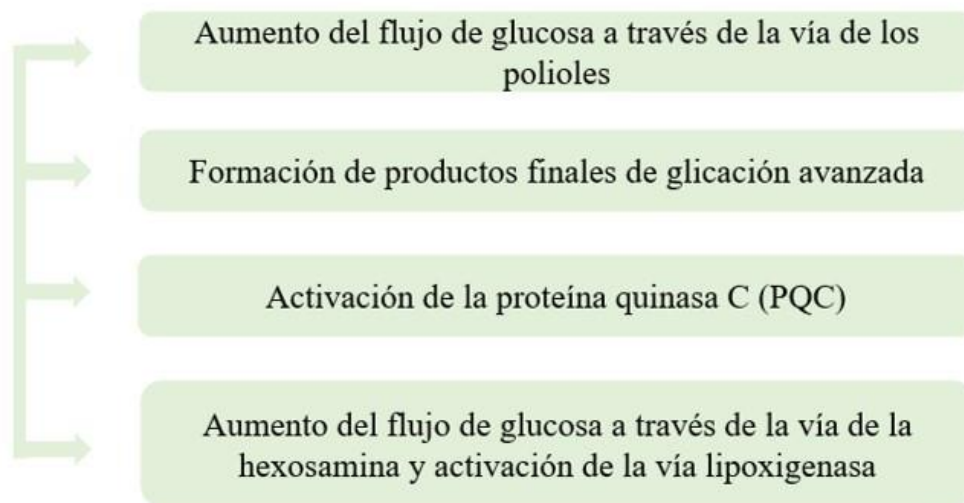 Aumento del flujo de glucosa a través de la vía de los
polioles
Formación de productos finales de glicación avanzada
Activación de la proteína quinasa C (PQC)
Aumento del flujo de glucosa a través de la vía de la
hexosamina y activación de la vía lipoxigenasa